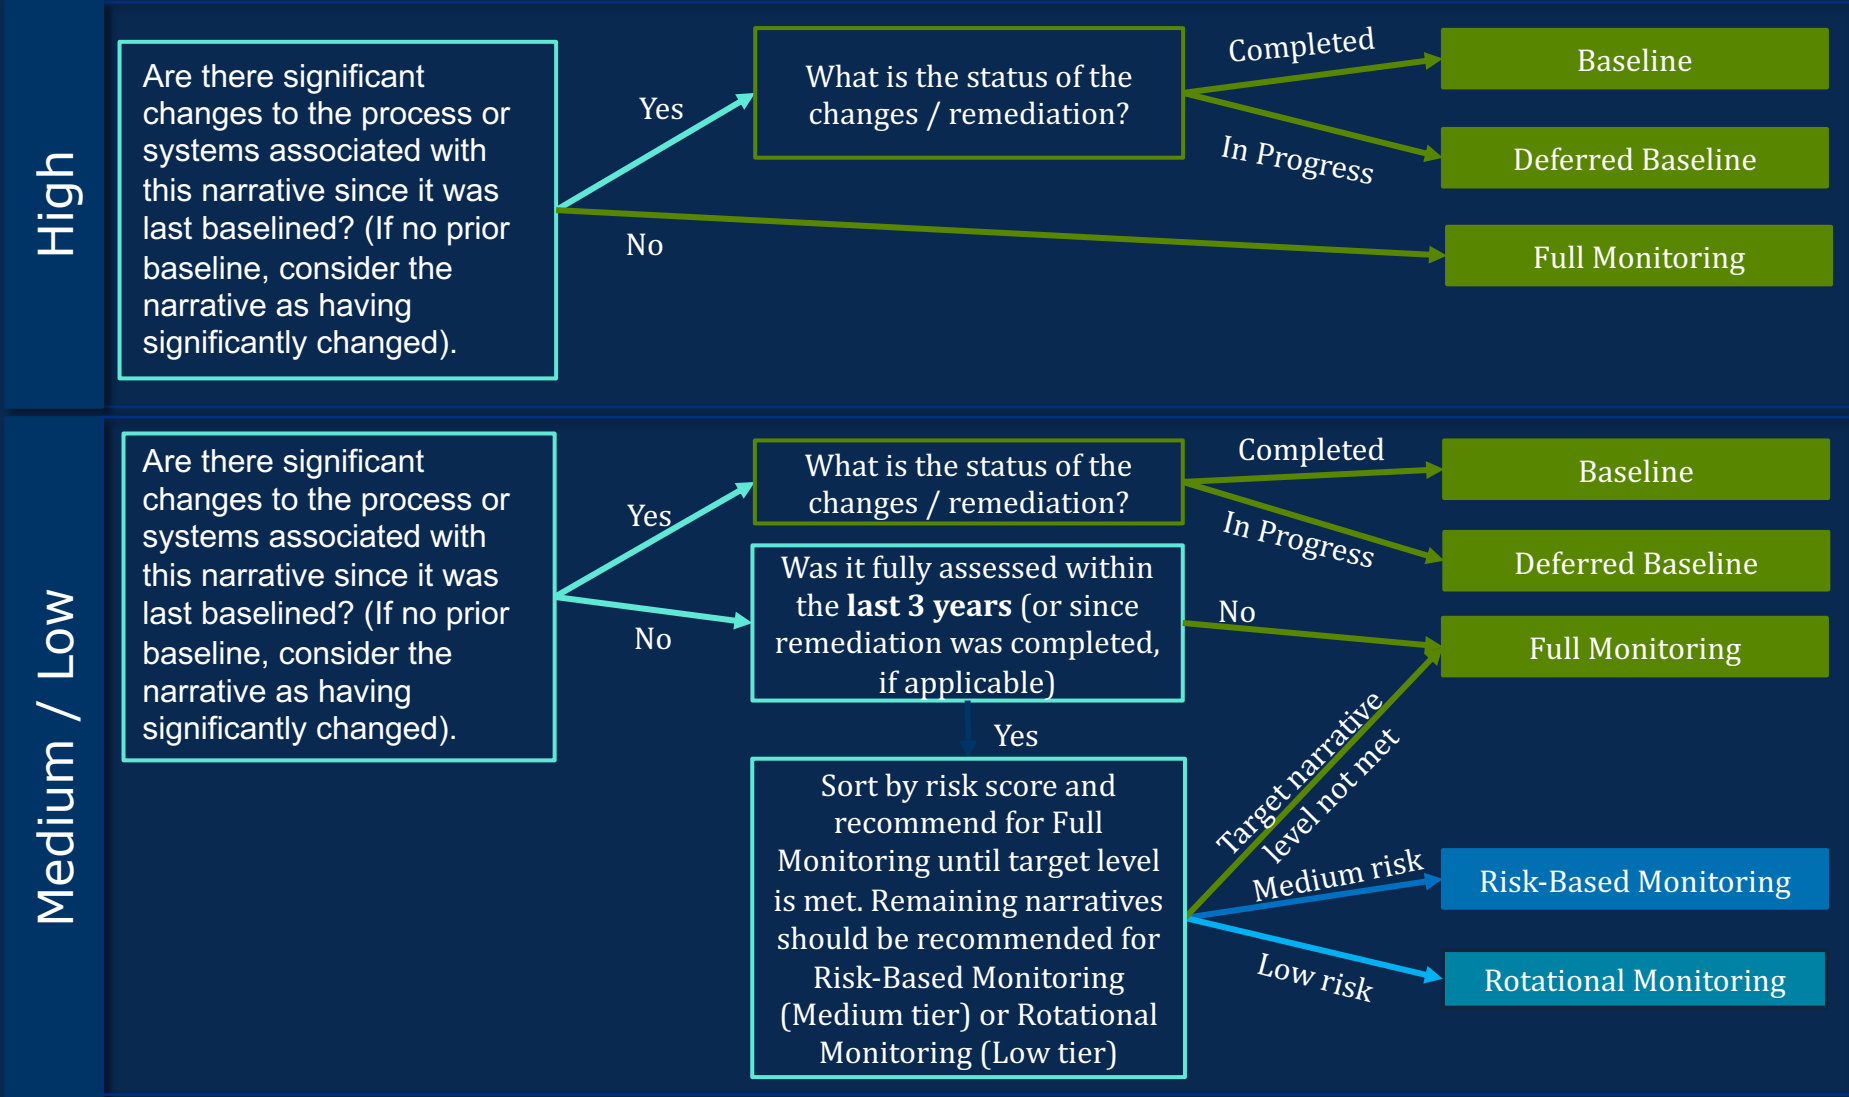 High
Are there significant
changes to the process or
systems associated with
this narrative since it was
last baselined? (If no prior
baseline, consider the
narrative as having
significantly changed).
Yes
No
What is the status of the
changes / remediation?
Completed
In Progress
Baseline
Deferred Baseline
Full Monitoring
Medium / Low
Are there significant
changes to the process or
systems associated with
this narrative since it was
last baselined? (If no prior
baseline, consider the
narrative as having
significantly changed).
Yes
No
What is the status of the
changes / remediation?
Completed
In Progress
Was it fully assessed within
the last 3 years (or since
remediation was completed,
if applicable)
No
Yes
Sort by risk score and
recommend for Full
Monitoring until target level
is met. Remaining narratives
should be recommended for
Risk-Based Monitoring
(Medium tier) or Rotational
Monitoring (Low tier)
Target narrative
level not met
Medium risk
Low risk
Baseline
Deferred Baseline
Full Monitoring
Risk-Based Monitoring
Rotational Monitoring